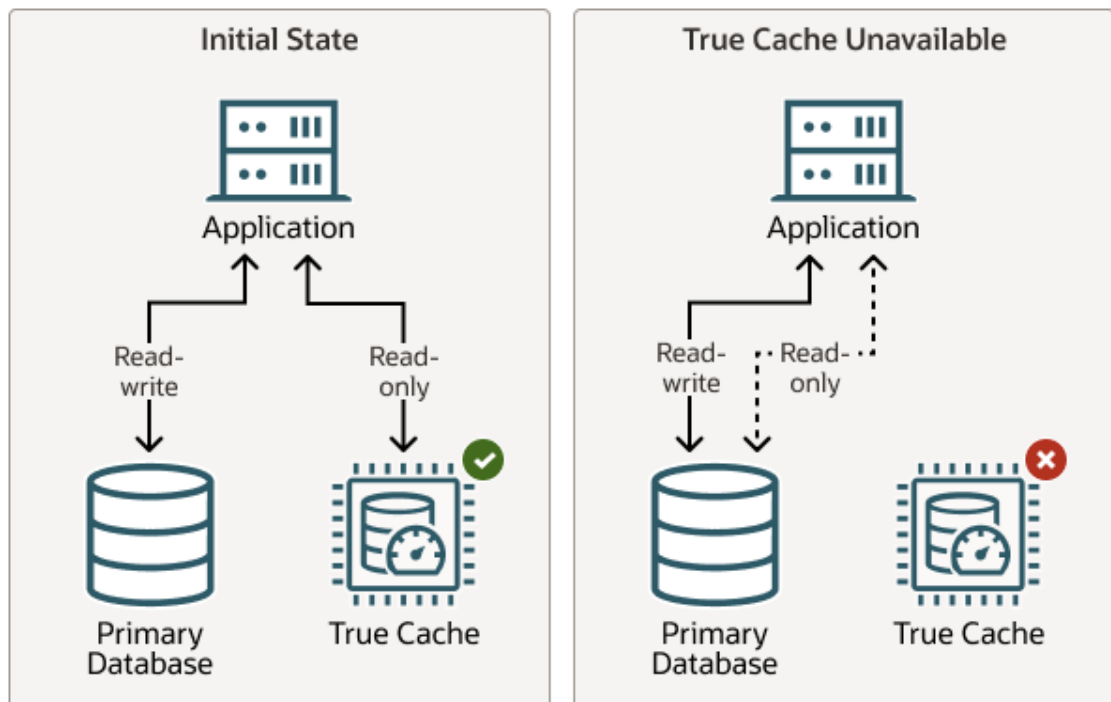 Initial State
Application
Read-
write
Read-
only
Primary
Database
True Cache
True Cache Unavailable
Application
Read-
write
Read-
only
Primary
Database
True Cache